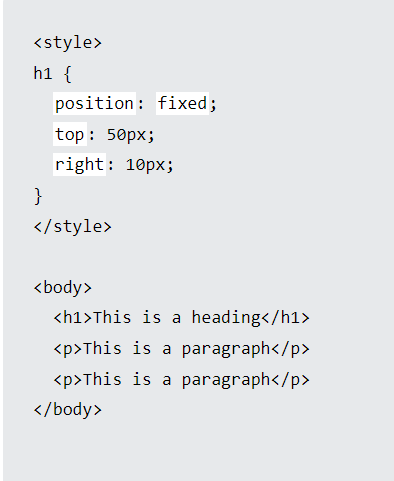 <style>
h1 {
  position: fixed;
  top: 50px;
  right: 10px;
}
</style>

<body>
  <h1>This is a heading</h1>
  <p>This is a paragraph</p>
  <p>This is a paragraph</p>
</body>